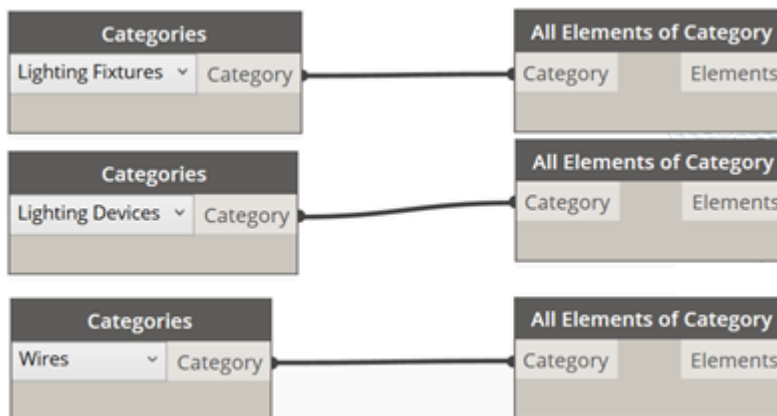 Categories
All Elements of Category
Lighting Fixtures Category
Category Elements
Categories
All Elements of Category
Lighting Devices Category
Category Elements
Categories
All Elements of Category
Wires Category
Category Elements